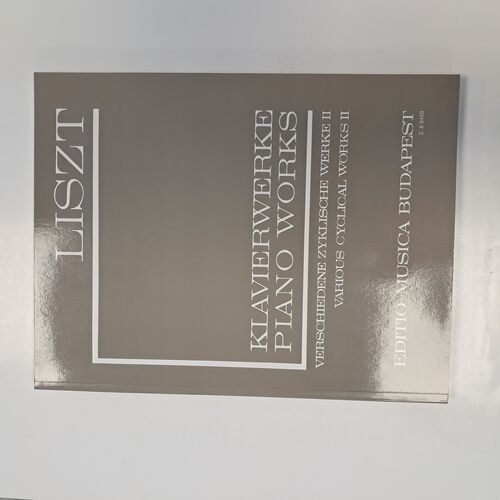 LISZT
KLAVIERWERKE
PIANO WORKS
VERSCHIEDENE ZYKLISCHE WERKE II
VARIOUS CYCLICAL WORKS II
EDITIO MUSICA BUDAPEST